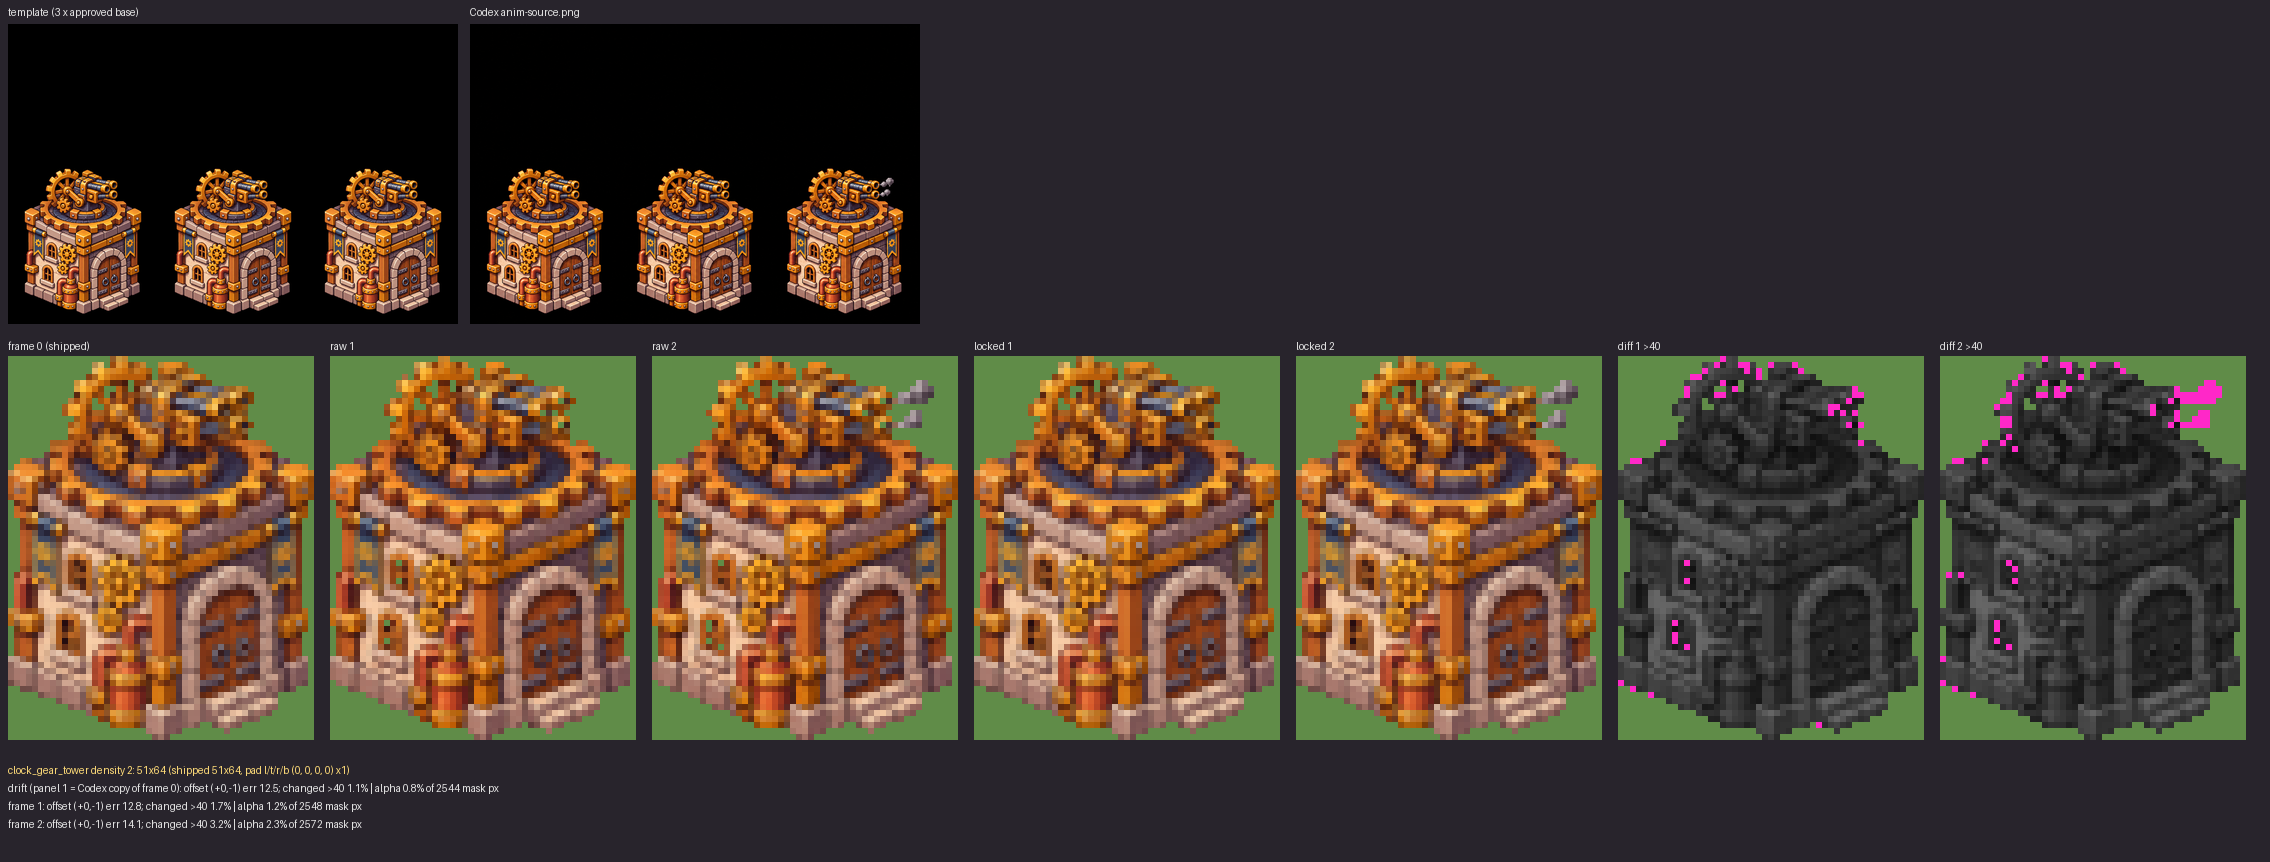 template (3 x approved base)
Codex anim-source.png
frame 0 (shipped)
raw 1
raw 2
locked 1
locked 2
diff 1 >40
diff 2 >40
clock_gear_tower density 2: 51x64 (shipped 51x64, pad l/t/r/b (0, 0, 0, 0) x1)
drift (panel 1 = Codex copy of frame 0): offset (+0,-1) err 12.5; changed >40 1.1% | alpha 0.8% of 2544 mask px
frame 1: offset (+0,-1) err 12.8; changed >40 1.7% | alpha 1.2% of 2548 mask px
frame 2: offset (+0,-1) err 14.1; changed >40 3.2% | alpha 2.3% of 2572 mask px